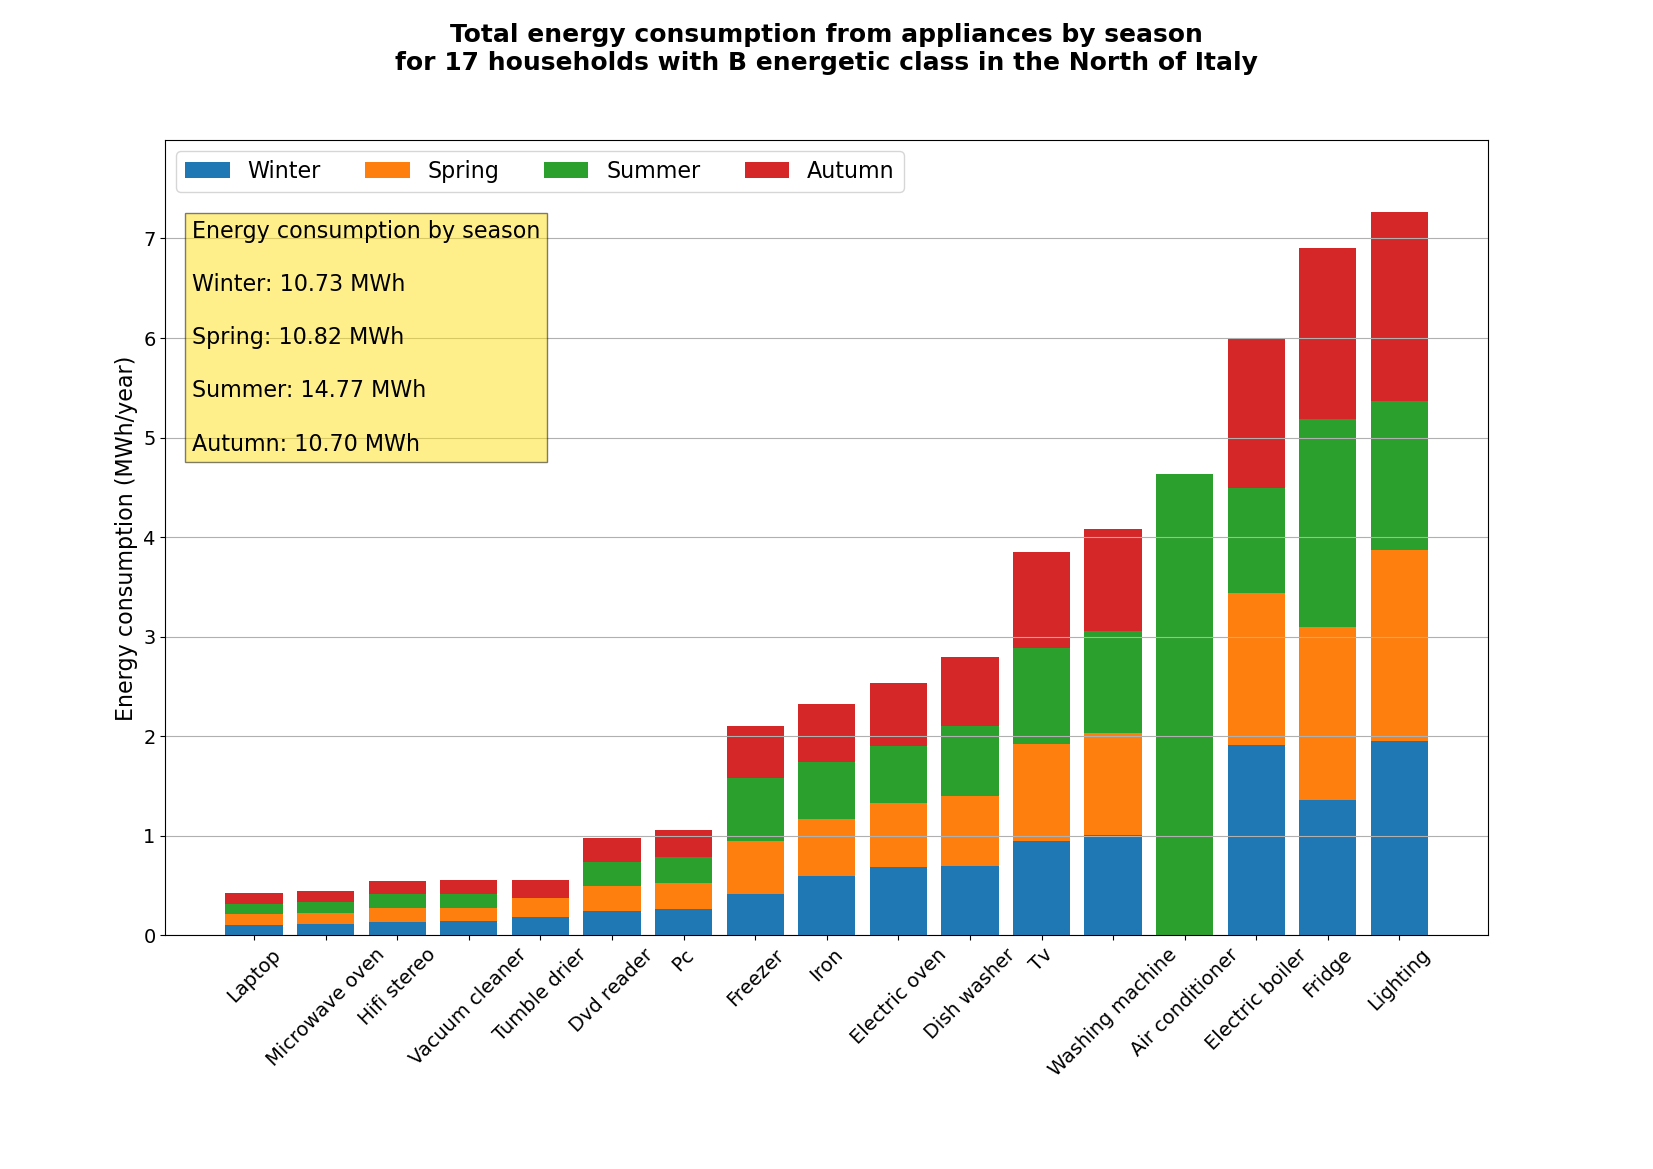 Total energy consumption from appliances by season
for 17 households with B energetic class in the North of Italy
Winter
Spring
Summer
Autumn
Energy consumption by season
Winter: 10.73 MWh
Spring: 10.82 MWh
Summer: 14.77 MWh
Autumn: 10.70 MWh
Energy consumption (MWh/year)
7
6
5
4
3
2
1
0
Laptop
Microwave oven
Hifi stereo
Vacuum cleaner
Tumble drier
Dvd reader
Pc
Freezer
Iron
Electric oven
Dish washer
Tv
Washing machine
Air conditioner
Electric boiler
Fridge
Lighting